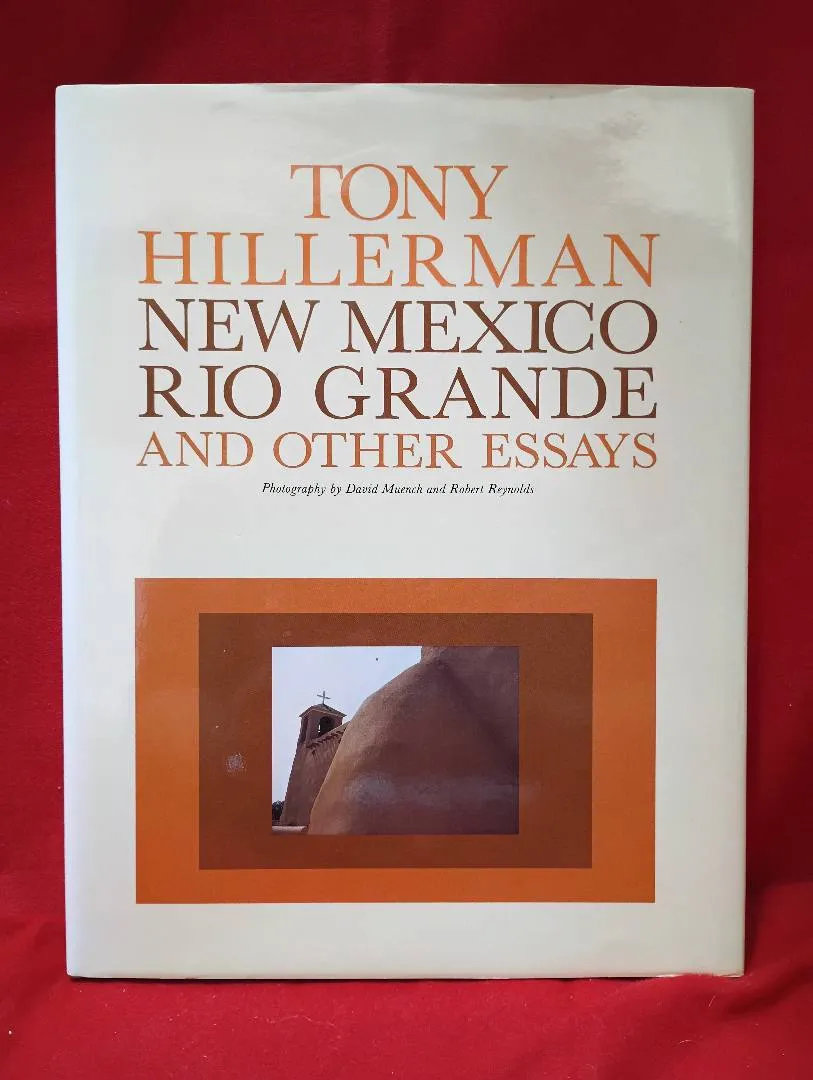 TONY
HILLERMAN
NEW MEXICO
RIO GRANDE
AND OTHER ESSAYS
Photography by David Muench and Robert Reynolds